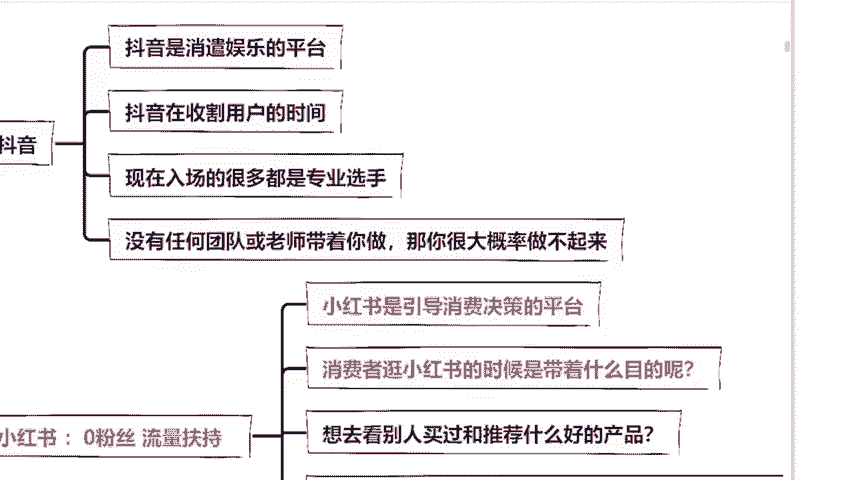 抖音是消遣娱乐的平台
抖音在收割用户的时间
抖音
现在入场的很多都是专业选手
没有任何团队或老师带着你做，那你很大概率做不起来
小红书是引导消费决策的平台
消费者逛小红书的时候是带着什么目的呢？
小红书：0粉丝 流量扶持
想去看别人买过和推荐什么好的产品？